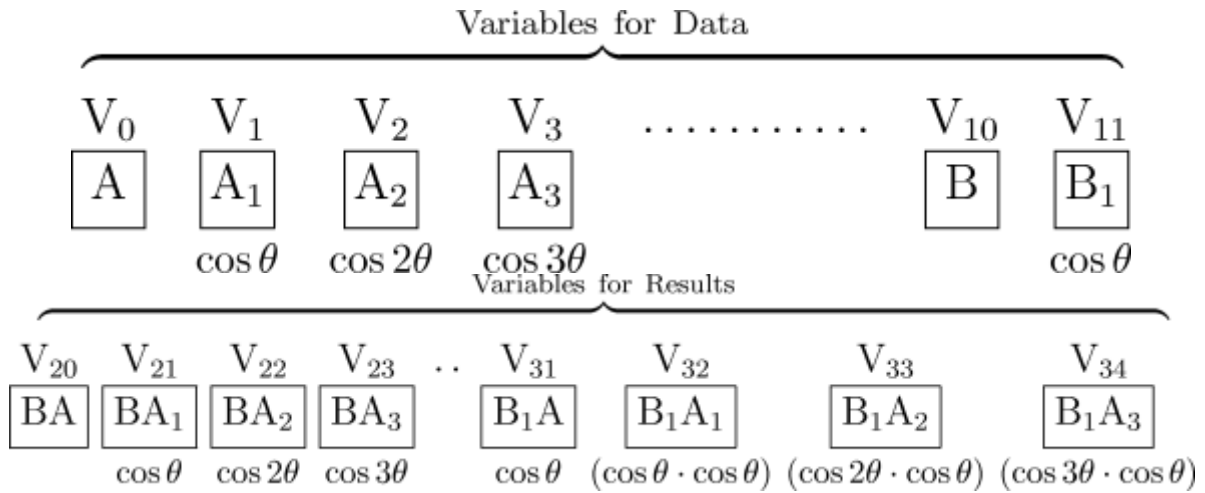 Variables for Data
V₀ V₁ V₂ V₃ ........... V₁₀ V₁₁
A A₁ A₂ A₃ B B₁
cos θ cos 2θ cos 3θ cos θ
Variables for Results
V₂₀ V₂₁ V₂₂ V₂₃ .. V₃₁ V₃₂ V₃₃ V₃₄
BA BA₁ BA₂ BA₃ B₁A B₁A₁ B₁A₂ B₁A₃
cos θ cos 2θ cos 3θ cos θ (cos θ · cos θ) (cos 2θ · cos θ) (cos 3θ · cos θ)